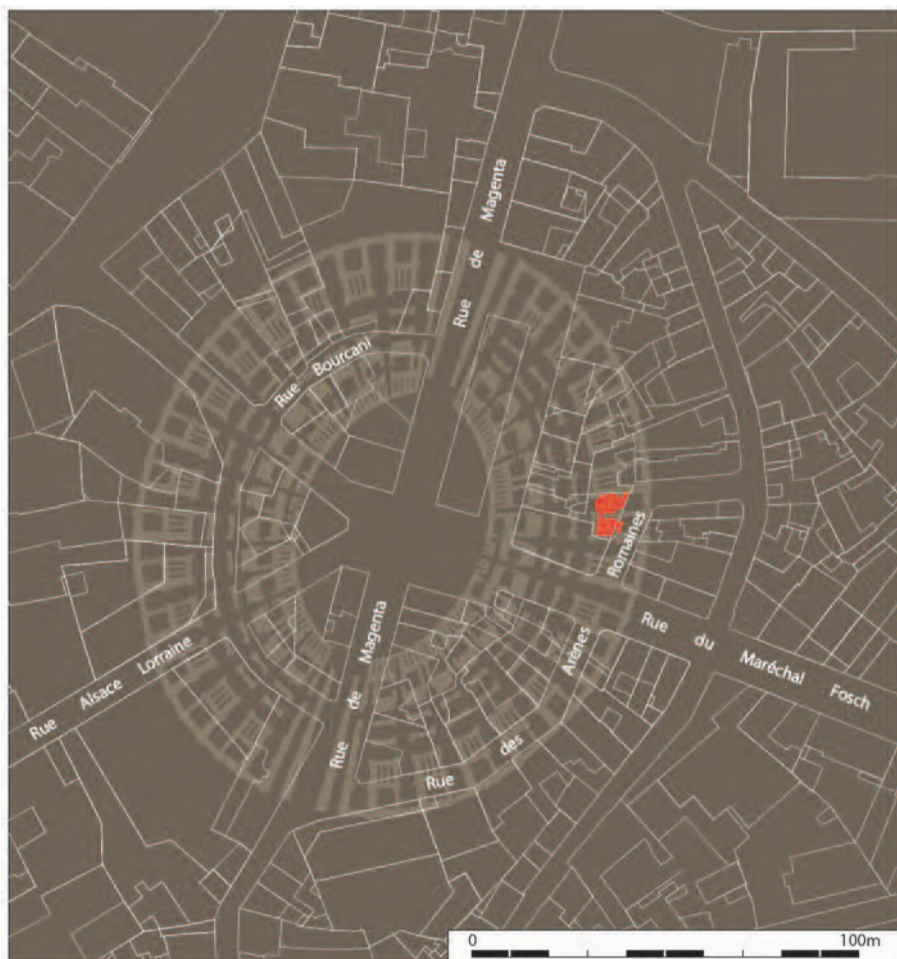 Rue de Magenta
Rue Bourcani
Rue Alsace Lorraine
Rue de Magenta
Rue des Arènes Romaines
Rue du Maréchal Fosch
0 100m